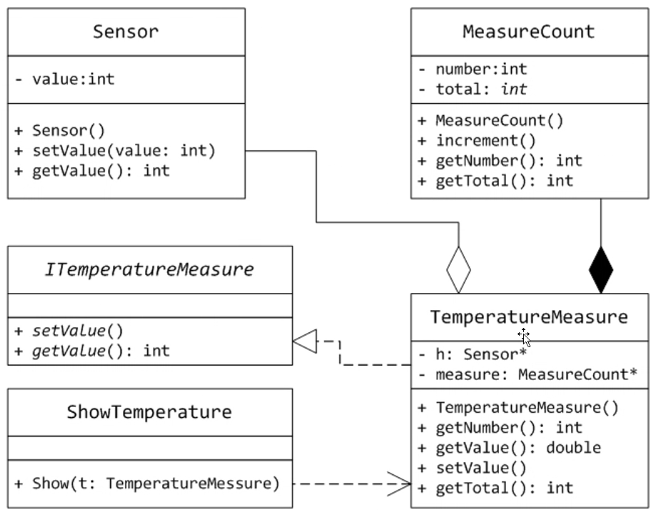 Sensor
- value:int
+ Sensor()
+ setValue(value: int)
+ getValue(): int
MeasureCount
- number:int
- total: int
+ MeasureCount()
+ increment()
+ getNumber(): int
+ getTotal(): int
ITemperatureMeasure
+ setValue()
+ getValue(): int
TemperatureMeasure
- h: Sensor*
- measure: MeasureCount*
+ TemperatureMeasure()
+ getNumber(): int
+ getValue(): double
+ setValue()
+ getTotal(): int
ShowTemperature
+ Show(t: TemperatureMessure)